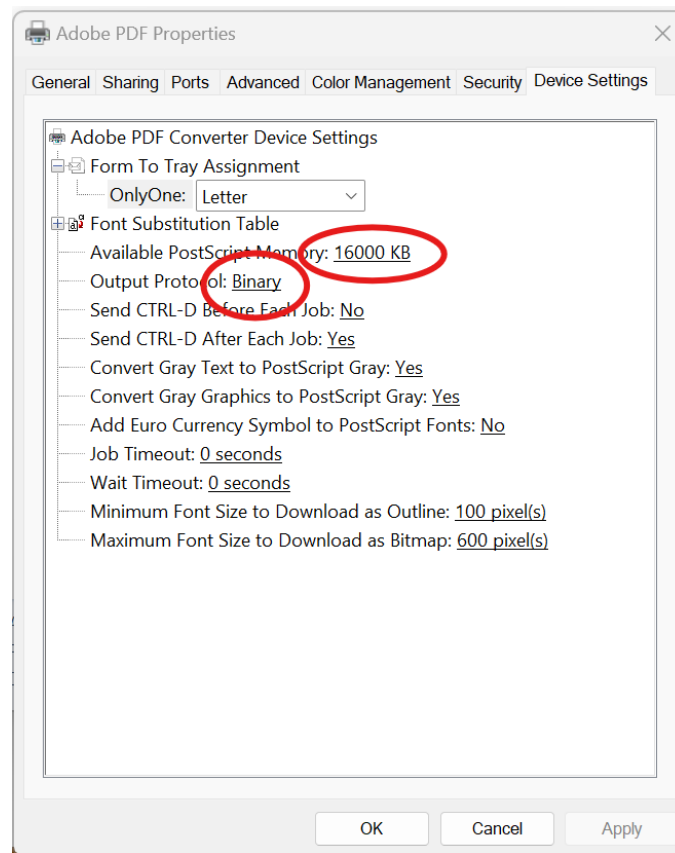 Adobe PDF Properties
General Sharing Ports Advanced Color Management Security Device Settings
Adobe PDF Converter Device Settings
Form To Tray Assignment
OnlyOne: Letter
Font Substitution Table
Available PostScript Memory: 16000 KB
Output Protocol: Binary
Send CTRL-D Before Each Job: No
Send CTRL-D After Each Job: Yes
Convert Gray Text to PostScript Gray: Yes
Convert Gray Graphics to PostScript Gray: Yes
Add Euro Currency Symbol to PostScript Fonts: No
Job Timeout: 0 seconds
Wait Timeout: 0 seconds
Minimum Font Size to Download as Outline: 100 pixel(s)
Maximum Font Size to Download as Bitmap: 600 pixel(s)
OK Cancel Apply